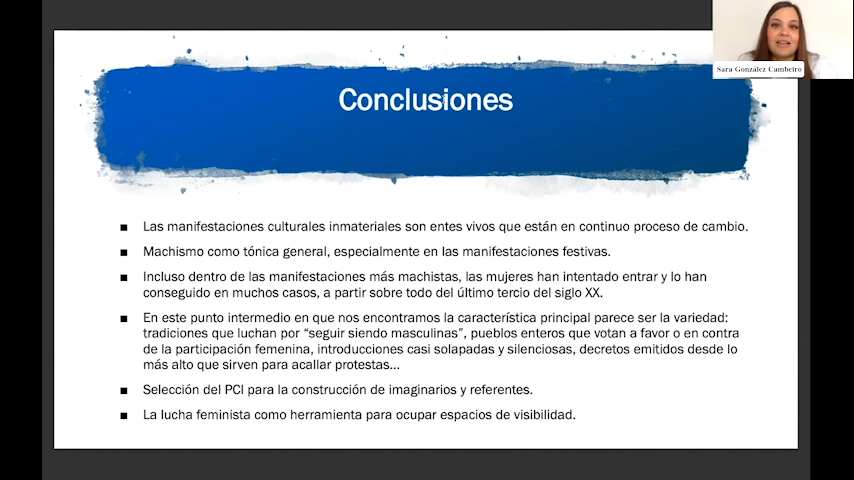 Sara González Cambeiro
Conclusiones
Las manifestaciones culturales inmateriales son entes vivos que están en continuo proceso de cambio.
Machismo como tónica general, especialmente en las manifestaciones festivas.
Incluso dentro de las manifestaciones más machistas, las mujeres han intentado entrar y lo han
conseguido en muchos casos, a partir sobre todo del último tercio del siglo XX.
En este punto intermedio en que nos encontramos la característica principal parece ser la variedad:
tradiciones que luchan por “seguir siendo masculinas”, pueblos enteros que votan a favor o en contra
de la participación femenina, introducciones casi solapadas y silenciosas, decretos emitidos desde lo
más alto que sirven para acallar protestas...
Selección del PCI para la construcción de imaginarios y referentes.
La lucha feminista como herramienta para ocupar espacios de visibilidad.